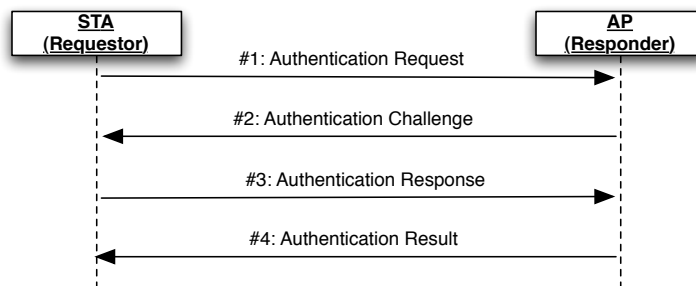 STA
(Requestor)
AP
(Responder)
#1: Authentication Request
#2: Authentication Challenge
#3: Authentication Response
#4: Authentication Result